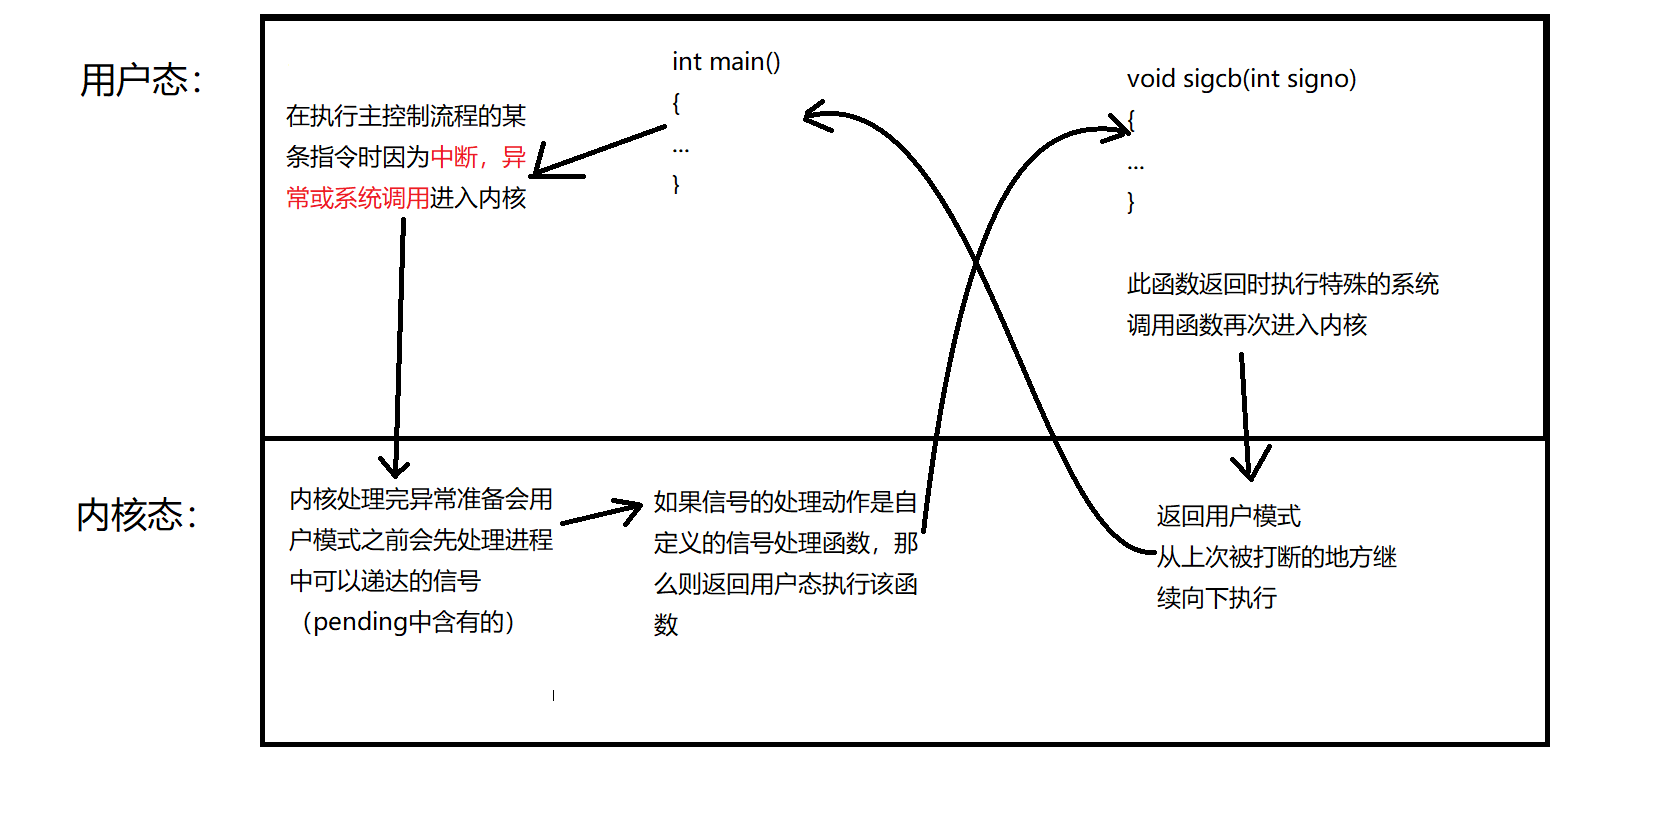 用户态：
在执行主控制流程的某
条指令时因为中断，异
常或系统调用进入内核
int main()
{
...
}
void sigcb(int signo)
{
...
}
此函数返回时执行特殊的系统
调用函数再次进入内核
内核态：
内核处理完异常准备会用
户模式之前会先处理进程
中可以递达的信号
（pending中含有的）
如果信号的处理动作是自
定义的信号处理函数，那
么则返回用户态执行该函
数
返回用户模式
从上次被打断的地方继
续向下执行